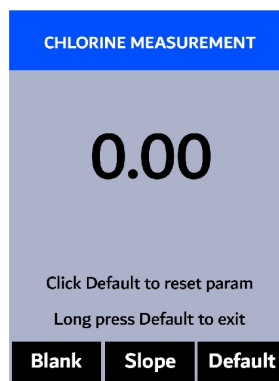 CHLORINE MEASUREMENT
0.00
Click Default to reset param
Long press Default to exit
Blank Slope Default